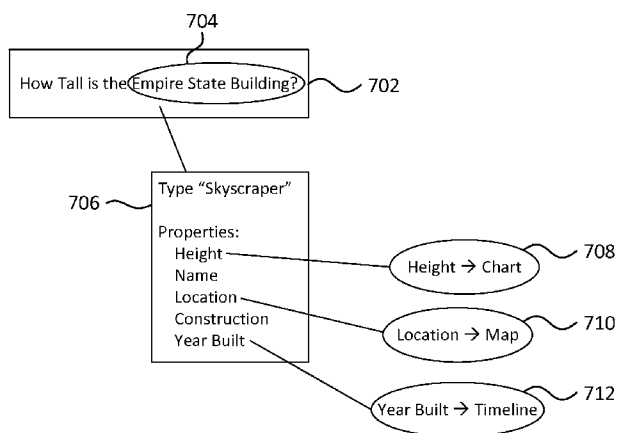 704
How Tall is the Empire State Building?
702
706
Type “Skyscraper”
Properties:
Height
Name
Location
Construction
Year Built
Height → Chart
708
Location → Map
710
Year Built → Timeline
712